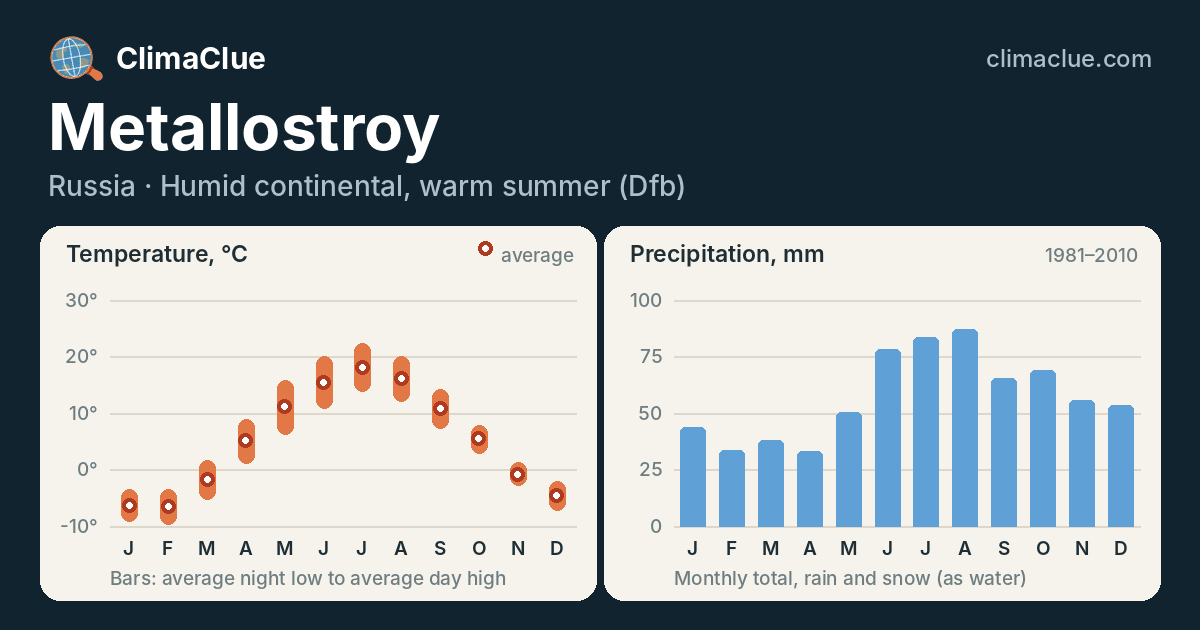 ClimaClue
climaclue.com
Metallostroy
Russia · Humid continental, warm summer (Dfb)
Temperature, °C
average
30°
20°
10°
0°
-10°
J F M A M J J A S O N D
Bars: average night low to average day high
Precipitation, mm
1981–2010
100
75
50
25
0
J F M A M J J A S O N D
Monthly total, rain and snow (as water)